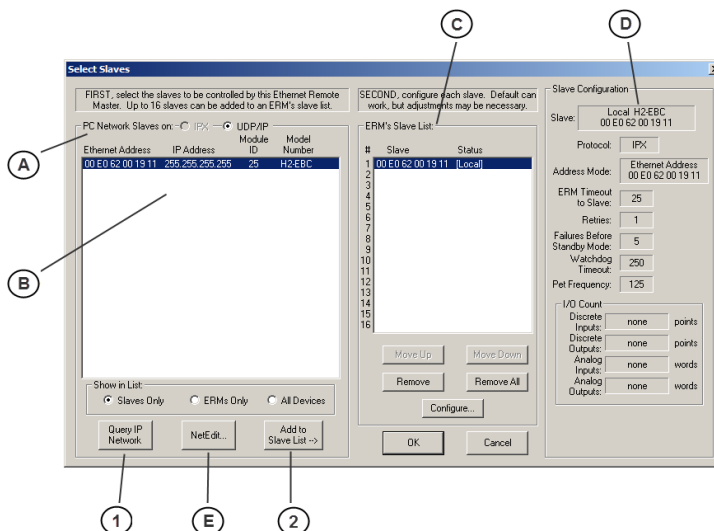 C
D
Select Slaves
FIRST, select the slaves to be controlled by this Ethernet Remote
Master. Up to 16 slaves can be added to an ERM's slave list.
SECOND, configure each slave. Default can
work, but adjustments may be necessary.
Slave Configuration
Slave:
Local H2-EBC
00 E0 62 00 19 11
Protocol: IPX
Address Mode:
Ethernet Address
00 E0 62 00 19 11
ERM Timeout
to Slave: 25
Retries: 1
Failures Before
Standby Mode: 5
Watchdog
Timeout: 250
Pet Frequency: 125
I/O Count
Discrete
Inputs: none points
Discrete
Outputs: none points
Analog
Inputs: none words
Analog
Outputs: none words
A
PC Network Slaves on: IPX UDP/IP
Ethernet Address IP Address Module
ID Model
Number
00 E0 62 00 19 11 255.255.255.255 25 H2-EBC
B
ERM's Slave List:
# Slave Status
1 00 E0 62 00 19 11 [Local]
2
3
4
5
6
7
8
9
10
11
12
13
14
15
16
Move Up Move Down
Remove Remove All
Configure...
OK Cancel
Show in List:
Slaves Only ERMs Only All Devices
Query IP
Network
NetEdit...
Add to
Slave List -->
1
E
2